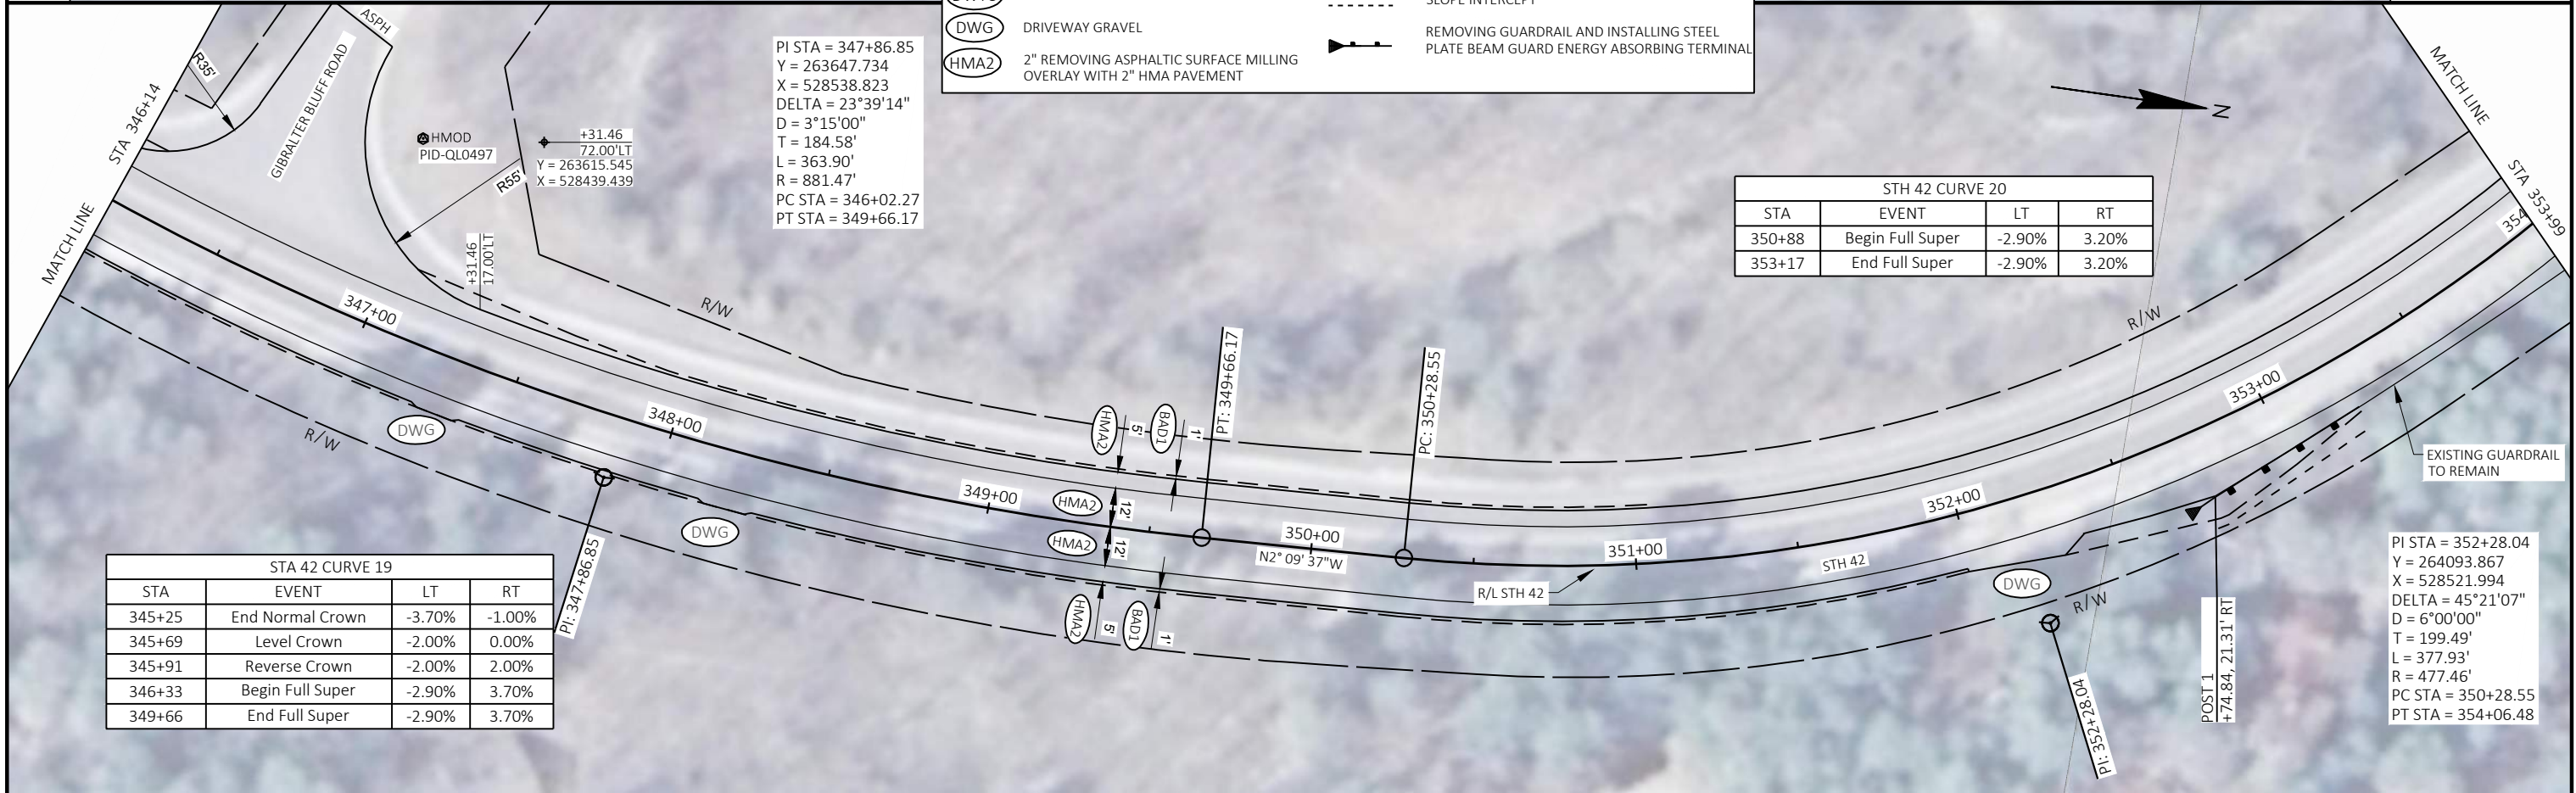 SLOPE INTERCEPT
DWG DRIVEWAY GRAVEL
REMOVING GUARDRAIL AND INSTALLING STEEL
PLATE BEAM GUARD ENERGY ABSORBING TERMINAL
HMA2 2" REMOVING ASPHALTIC SURFACE MILLING
OVERLAY WITH 2" HMA PAVEMENT
ASPH
R35'
GIBRALTER BLUFF ROAD
STA 346+14
MATCH LINE
HMOD
PID-QL0497
+31.46
72.00'LT
Y = 263615.545
X = 528439.439
R55'
+31.46
17.00'LT
PI STA = 347+86.85
Y = 263647.734
X = 528538.823
DELTA = 23°39'14"
D = 3°15'00"
T = 184.58'
L = 363.90'
R = 881.47'
PC STA = 346+02.27
PT STA = 349+66.17
N
MATCH LINE
STA 353+99
354
STH 42 CURVE 20
STA EVENT LT RT
350+88 Begin Full Super -2.90% 3.20%
353+17 End Full Super -2.90% 3.20%
R/W
R/W
347+00
348+00
349+00
350+00
351+00
352+00
353+00
DWG
R/W
DWG
HMA2
5'
BAD1
1'
PT: 349+66.17
PC: 350+28.55
HMA2
12'
HMA2
12'
N2° 09' 37"W
HMA2
5'
BAD1
1'
R/L STH 42
STH 42
DWG
R/W
EXISTING GUARDRAIL
TO REMAIN
PI: 347+86.85
STA 42 CURVE 19
STA EVENT LT RT
345+25 End Normal Crown -3.70% -1.00%
345+69 Level Crown -2.00% 0.00%
345+91 Reverse Crown -2.00% 2.00%
346+33 Begin Full Super -2.90% 3.70%
349+66 End Full Super -2.90% 3.70%
PI: 352+28.04
POST 1
+74.84, 21.31' RT
PI STA = 352+28.04
Y = 264093.867
X = 528521.994
DELTA = 45°21'07"
D = 6°00'00"
T = 199.49'
L = 377.93'
R = 477.46'
PC STA = 350+28.55
PT STA = 354+06.48